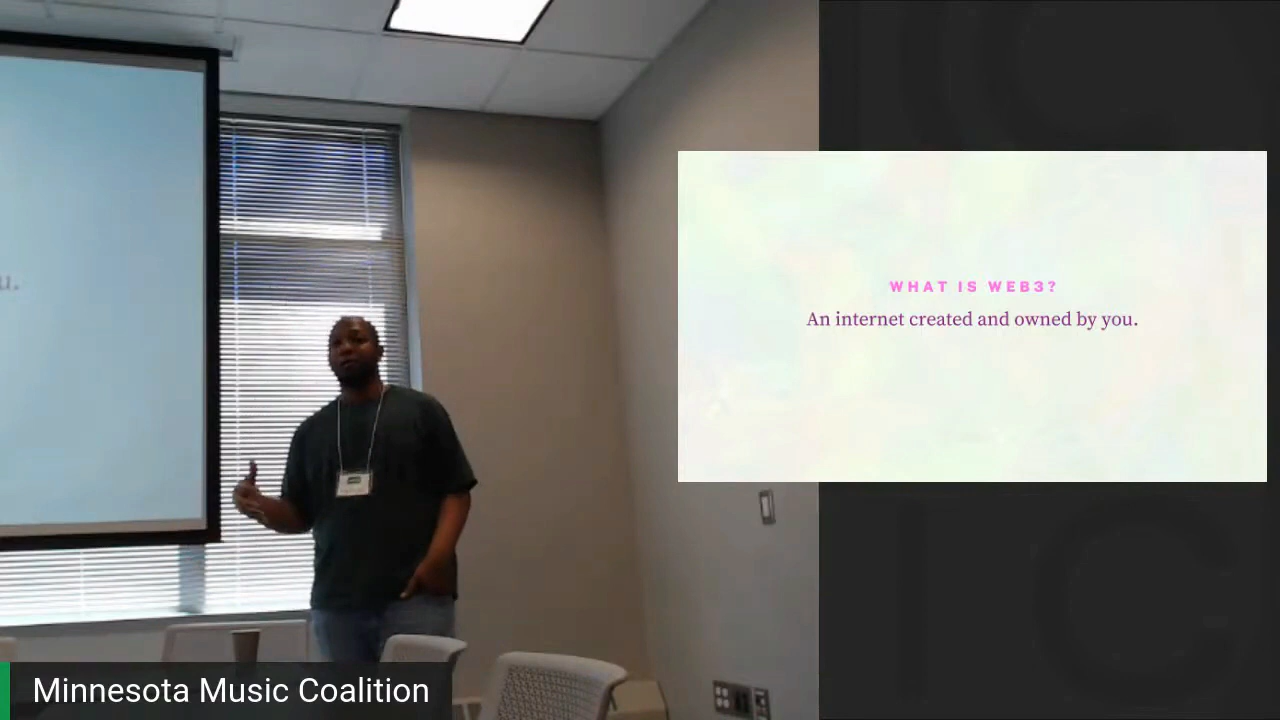 u.
WHAT IS WEB3?
An internet created and owned by you.
Minnesota Music Coalition